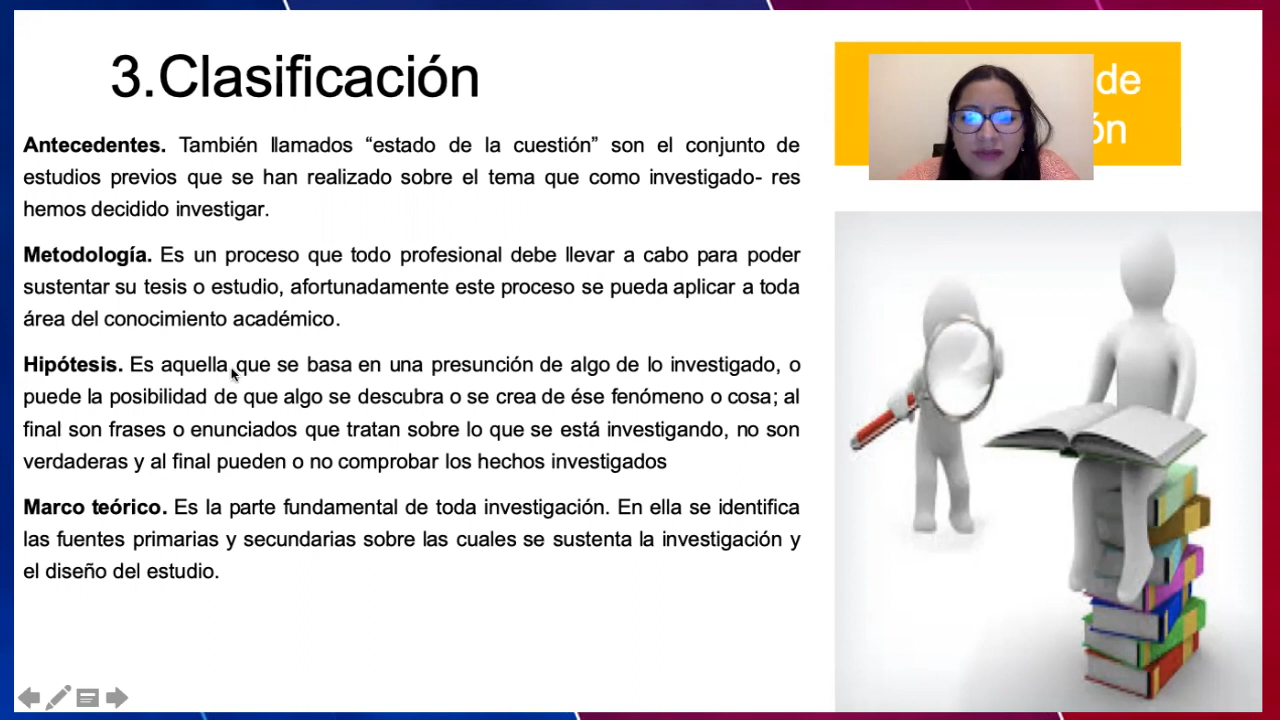 3.Clasificación
de
ón
Antecedentes. También llamados “estado de la cuestión” son el conjunto de
estudios previos que se han realizado sobre el tema que como investigado- res
hemos decidido investigar.
Metodología. Es un proceso que todo profesional debe llevar a cabo para poder
sustentar su tesis o estudio, afortunadamente este proceso se pueda aplicar a toda
área del conocimiento académico.
Hipótesis. Es aquella que se basa en una presunción de algo de lo investigado, o
puede la posibilidad de que algo se descubra o se crea de ése fenómeno o cosa; al
final son frases o enunciados que tratan sobre lo que se está investigando, no son
verdaderas y al final pueden o no comprobar los hechos investigados
Marco teórico. Es la parte fundamental de toda investigación. En ella se identifica
las fuentes primarias y secundarias sobre las cuales se sustenta la investigación y
el diseño del estudio.